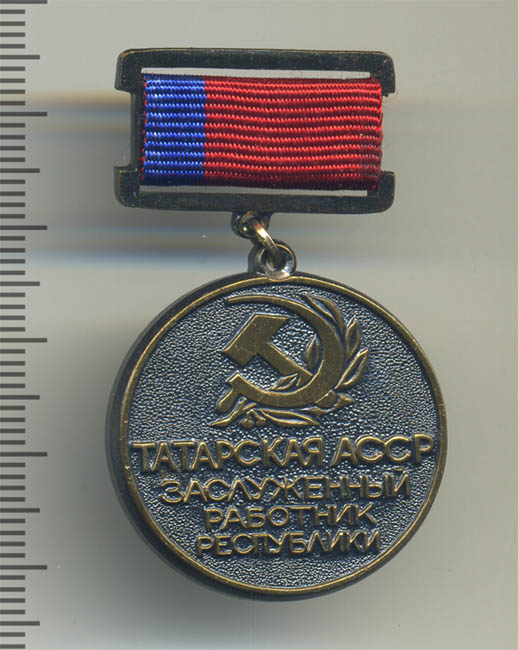 ТАТАРСКАЯ АССР
ЗАСЛУЖЕННЫЙ
РАБОТНИК
РЕСПУБЛИКИ